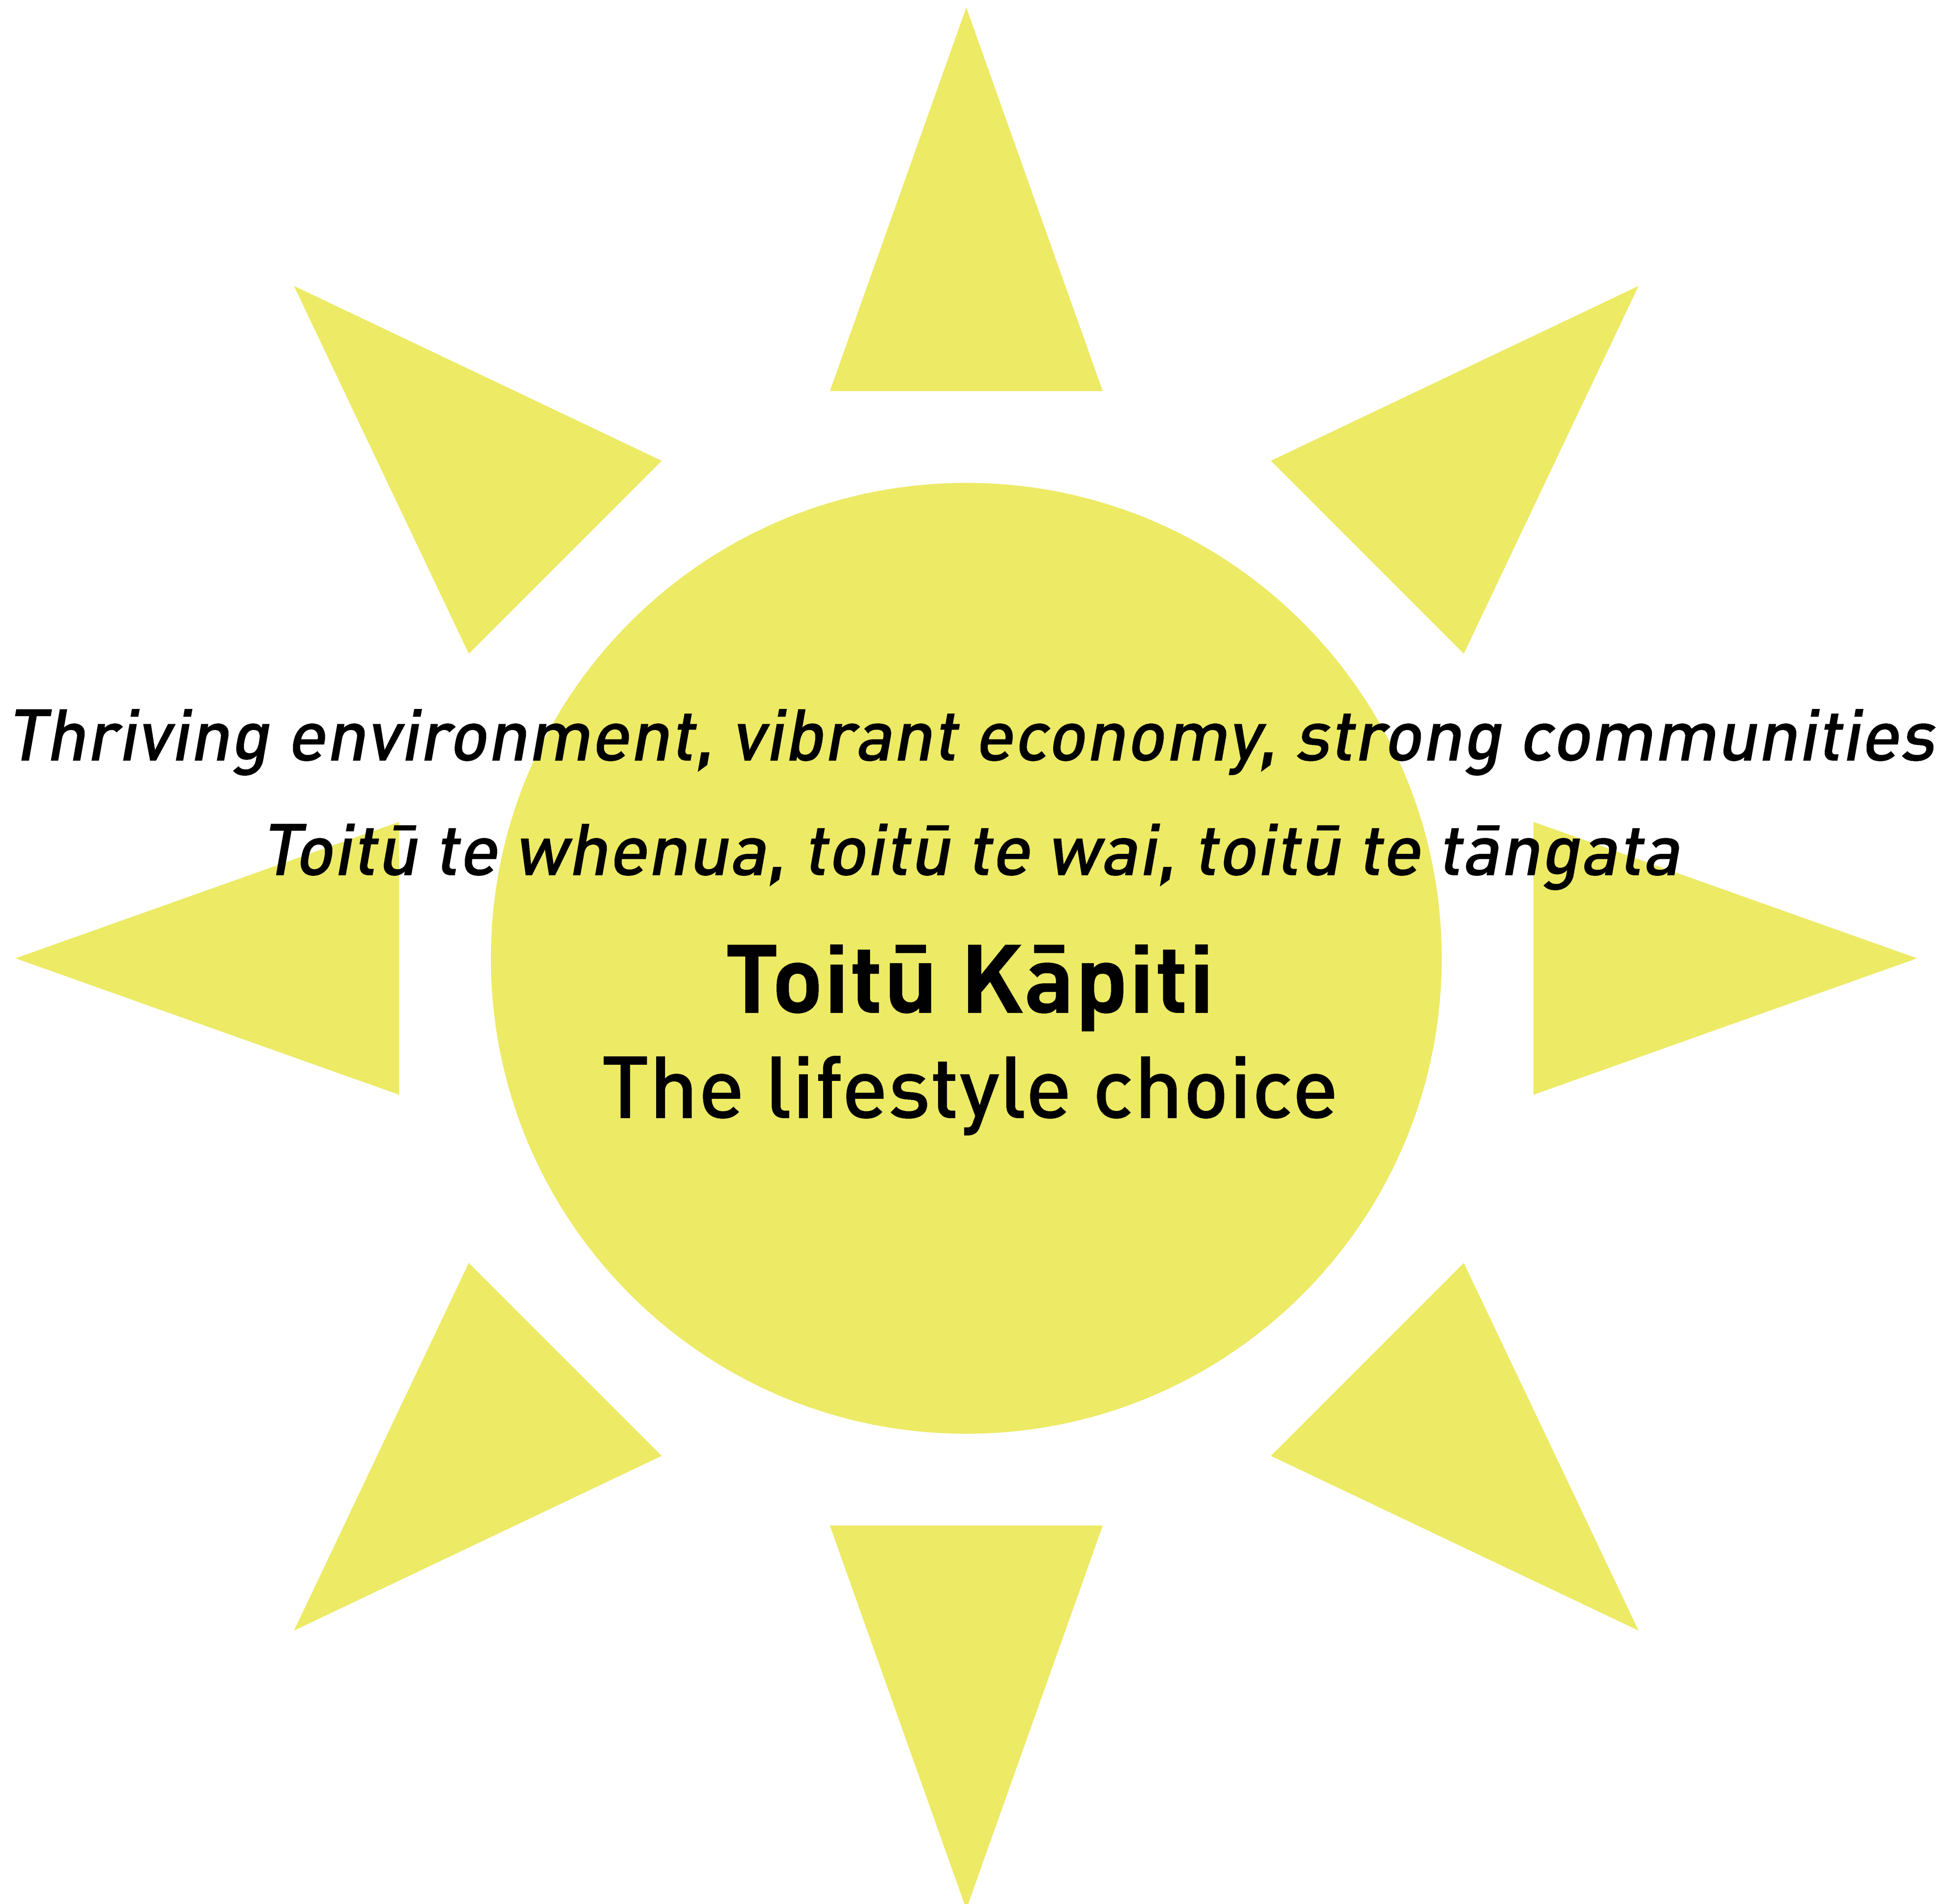 Thriving environment, vibrant economy, strong communities
Toitū te whenua, toitū te wai, toitū te tāngata
Toitū Kāpiti
The lifestyle choice